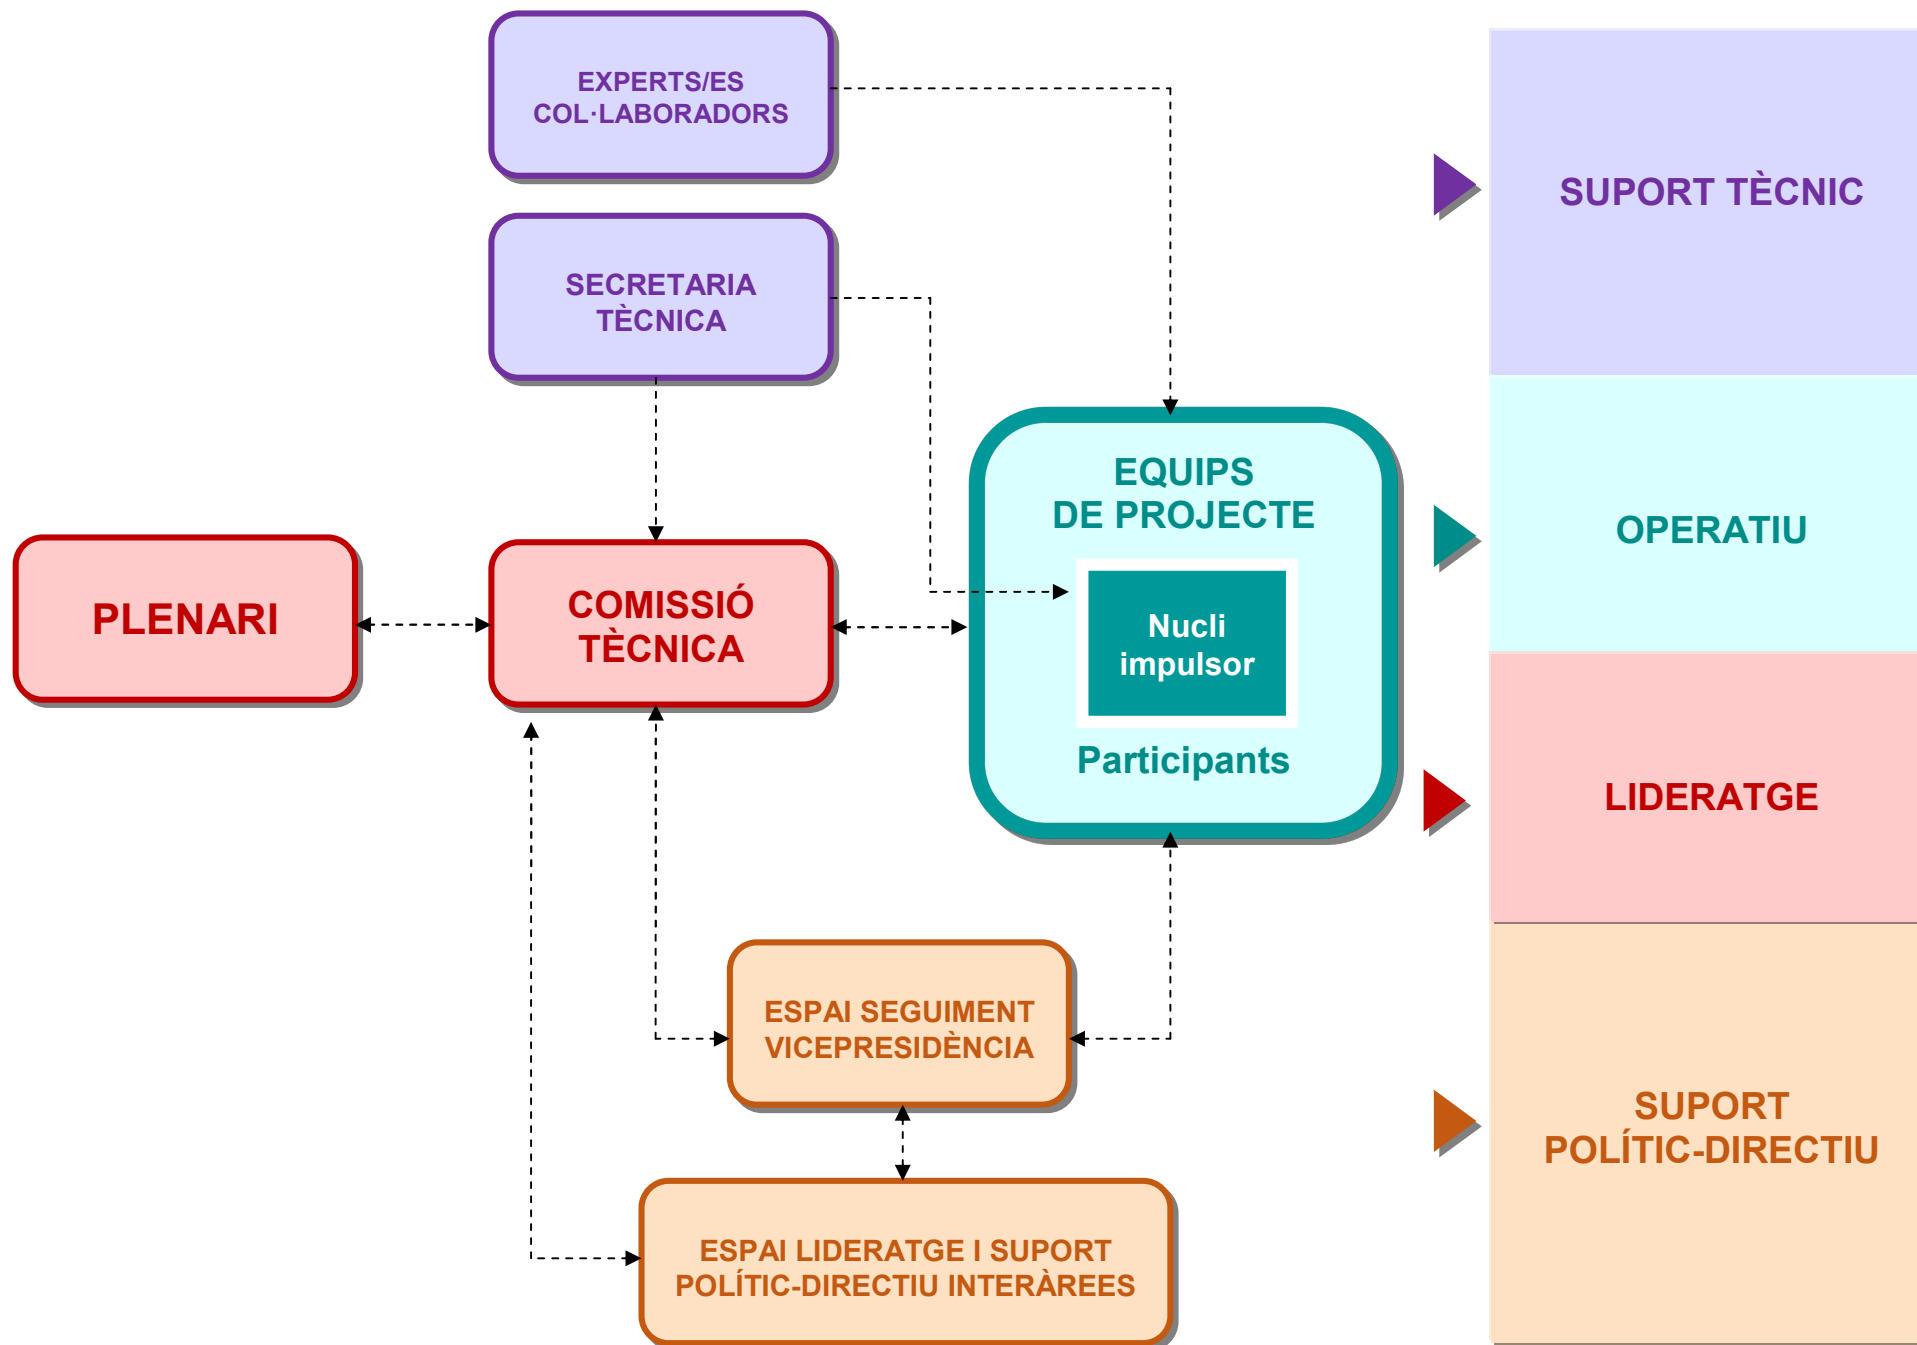 EXPERTS/ES
COL·LABORADORS
SECRETARIA
TÈCNICA
PLENARI
COMISSIÓ
TÈCNICA
EQUIPS
DE PROJECTE
Nucli
impulsor
Participants
ESPAI SEGUIMENT
VICEPRESIDÈNCIA
ESPAI LIDERATGE I SUPORT
POLÍTIC-DIRECTIU INTERÀREES
SUPORT TÈCNIC
OPERATIU
LIDERATGE
SUPORT
POLÍTIC-DIRECTIU